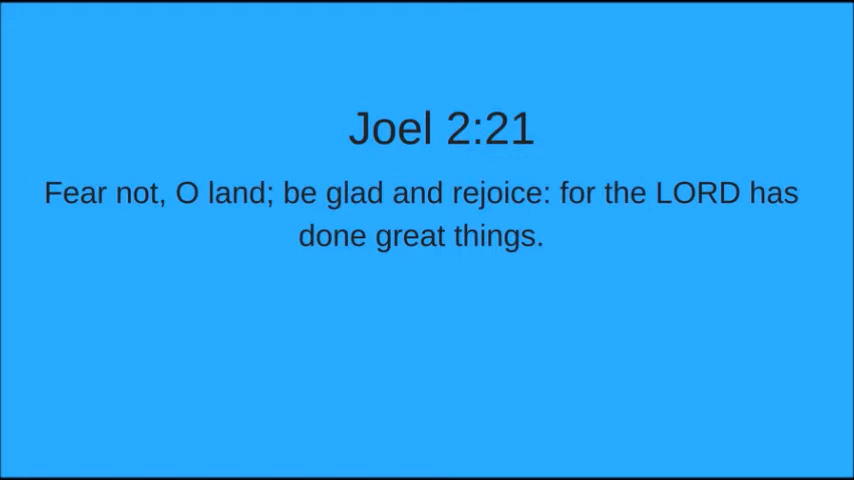 Joel 2:21
Fear not, O land; be glad and rejoice: for the LORD has
done great things.